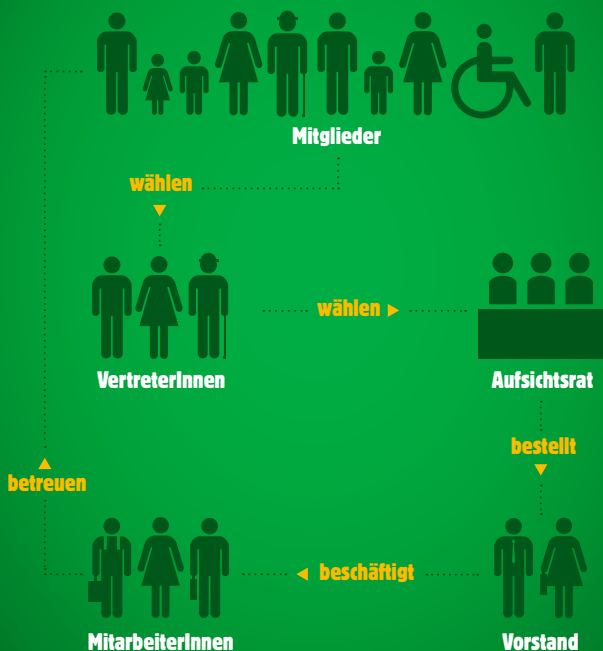 Mitglieder
wählen
wählen
VertreterInnen
Aufsichtsrat
bestellt
betreuen
beschäftigt
MitarbeiterInnen
Vorstand